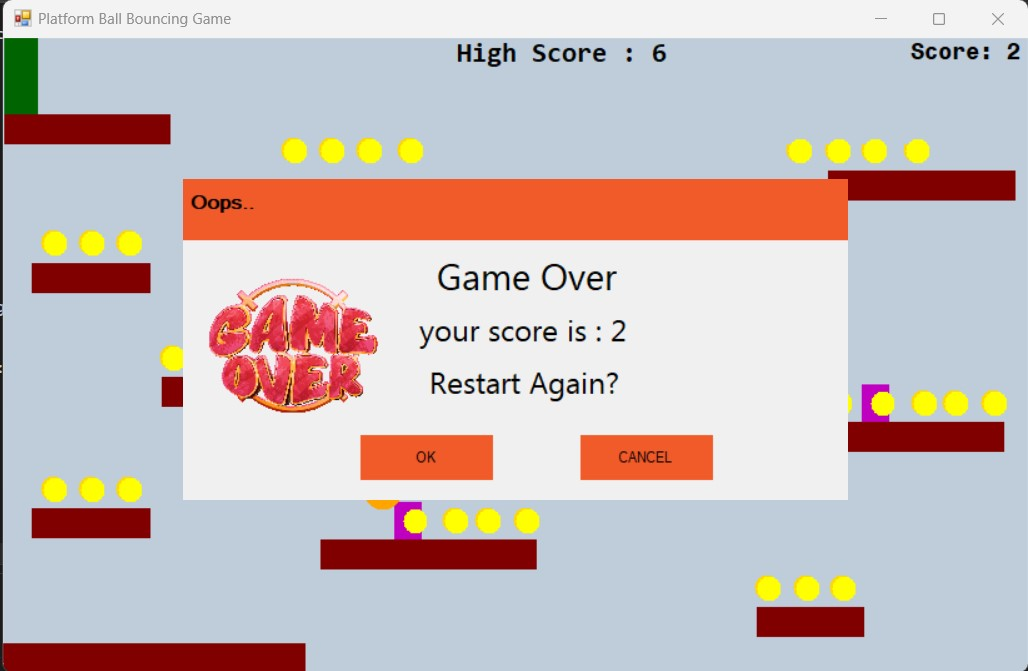 Platform Ball Bouncing Game
High Score : 6
Score: 2
Oops..
Game Over
GAME
OVER
your score is : 2
Restart Again?
OK
CANCEL